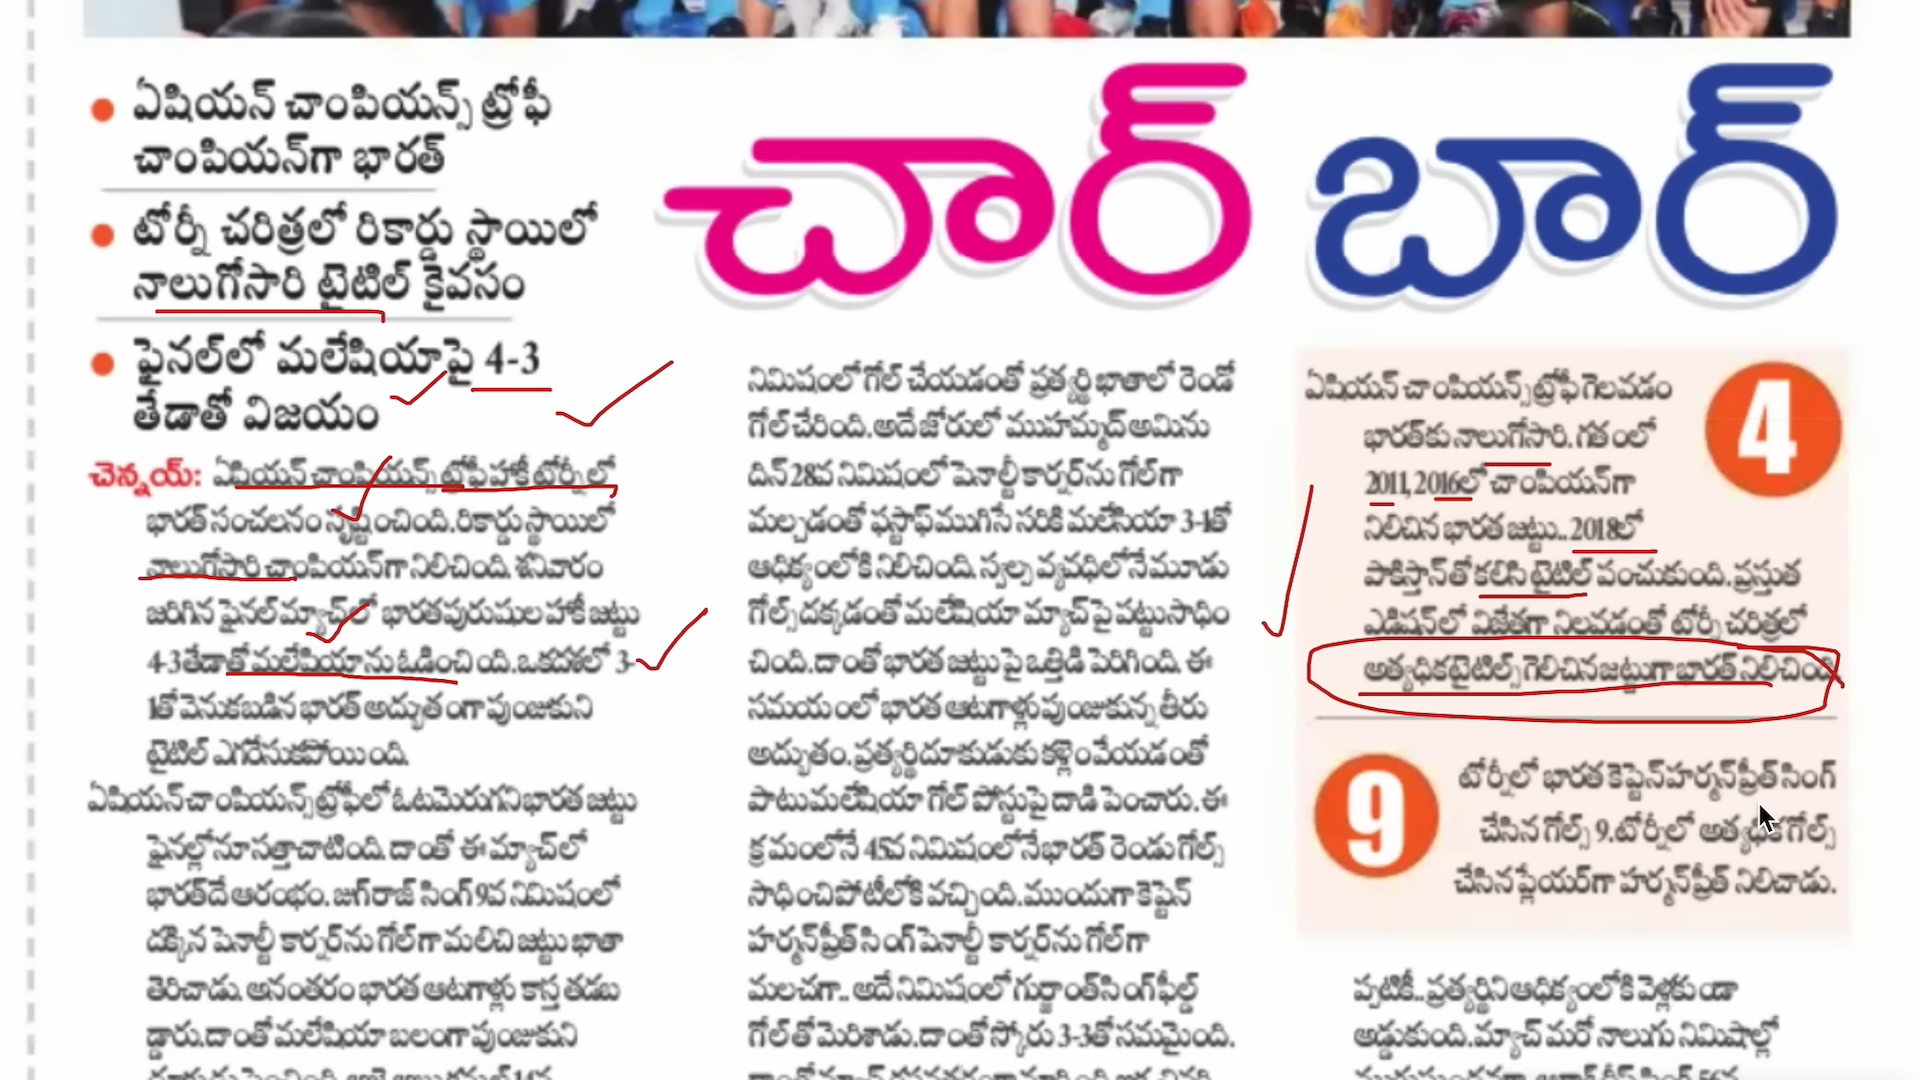 చార్ బార్
ఏషియన్ చాంపియన్స్ ట్రోఫీ
చాంపియన్‌గా భారత్
టోర్నీ చరిత్రలో రికార్డు స్థాయిలో
నాలుగోసారి టైటిల్ కైవసం
ఫైనల్‌లో మలేషియాపై 4-3
తేడాతో విజయం
చెన్నయ్: ఏషియన్ చాంపియన్స్ ట్రోఫీ హాకీ టోర్నీలో
భారత్ సంచలనం సృష్టించింది. రికార్డు స్థాయిలో
నాలుగోసారి చాంపియన్‌గా నిలిచింది. శనివారం
జరిగిన ఫైనల్ మ్యాచ్‌లో భారత పురుషుల హాకీ జట్టు
4-3 తేడాతో మలేషియాను ఓడించింది. ఒకదశలో 3-
1తో వెనుకబడిన భారత్ అద్భుతంగా పుంజుకుని
టైటిల్ ఎగరేసుకుపోయింది.
ఏషియన్ చాంపియన్స్ ట్రోఫీలో ఓటమెరుగని భారత జట్టు
ఫైనల్లోనూ సత్తా చాటింది. దాంతో ఈ మ్యాచ్‌లో
భారత్‌దే ఆరంభం. జుగ్‌రాజ్ సింగ్ 9వ నిమిషంలో
దక్కిన పెనాల్టీ కార్నర్‌ను గోల్‌గా మలిచి జట్టు ఖాతా
తెరిచాడు. అనంతరం భారత ఆటగాళ్లు కాస్త తడబ
డ్డారు. దాంతో మలేషియా బలంగా పుంజుకుని
నిమిషంలో గోల్ చేయడంతో ప్రత్యర్థి ఖాతాలో రెండో
గోల్ చేరింది. అదే జోరులో ముహమ్మద్ అమిను
దిన్ 28వ నిమిషంలో పెనాల్టీ కార్నర్‌ను గోల్‌గా
మల్చడంతో ఫస్టాఫ్ ముగిసే సరికి మలేసియా 3-1తో
ఆధిక్యంలోకి నిలిచింది. స్వల్ప వ్యవధిలోనే మూడు
గోల్స్ దక్కడంతో మలేషియా మ్యాచ్‌పై పట్టు సాధిం
చింది. దాంతో భారత జట్టుపై ఒత్తిడి పెరిగింది. ఈ
సమయంలో భారత ఆటగాళ్లు పుంజుకున్న తీరు
అద్భుతం. ప్రత్యర్థి దూకుడుకు కళ్లెం వేయడంతో
పాటు మలేషియా గోల్ పోస్టుపై దాడి పెంచారు. ఈ
క్రమంలోనే 45వ నిమిషంలోనే భారత్ రెండు గోల్స్
సాధించి పోటీలోకి వచ్చింది. ముందుగా కెప్టెన్
హర్మన్‌ప్రీత్ సింగ్ పెనాల్టీ కార్నర్‌ను గోల్‌గా
మలచగా.. అదే నిమిషంలో గుర్జాంత్ సింగ్ ఫీల్డ్
గోల్‌తో మెరిశాడు. దాంతో స్కోరు 3-3తో సమమైంది.
4
ఏషియన్ చాంపియన్స్ ట్రోఫీ గెలవడం
భారత్‌కు నాలుగోసారి. గతంలో
2011, 2016లో చాంపియన్‌గా
నిలిచిన భారత జట్టు.. 2018లో
పాకిస్తాన్‌తో కలిసి టైటిల్ పంచుకుంది. ప్రస్తుత
ఎడిషన్‌లో విజేతగా నిలవడంతో టోర్నీ చరిత్రలో
అత్యధిక టైటిల్స్ గెలిచిన జట్టుగా భారత్ నిలిచింది.
9
టోర్నీలో భారత కెప్టెన్ హర్మన్‌ప్రీత్ సింగ్
చేసిన గోల్స్ 9. టోర్నీలో అత్యధిక గోల్స్
చేసిన ప్లేయర్‌గా హర్మన్‌ప్రీత్ నిలిచాడు.
ప్పటికీ.. ప్రత్యర్థిని ఆధిక్యంలోకి వెళ్లకుండా
అడ్డుకుంది. మ్యాచ్ మరో నాలుగు నిమిషాల్లో